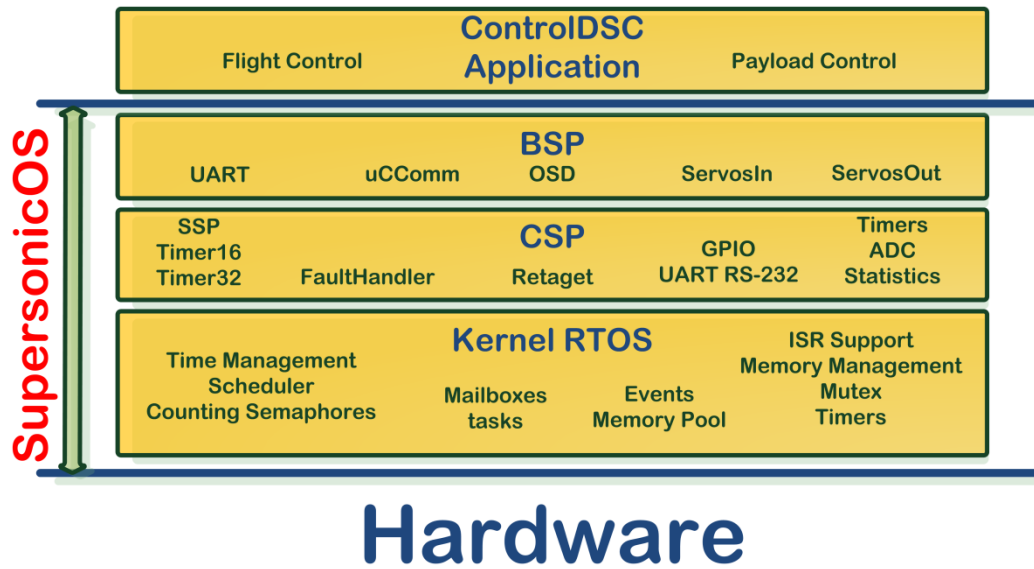 ControlDSC
Application
Flight Control
Payload Control
SupersonicOS
BSP
UART
uCComm
OSD
ServosIn
ServosOut
CSP
SSP
Timer16
Timer32
FaultHandler
Retaget
GPIO
UART RS-232
Timers
ADC
Statistics
Kernel RTOS
Time Management
Scheduler
Counting Semaphores
Mailboxes
tasks
Events
Memory Pool
ISR Support
Memory Management
Mutex
Timers
Hardware